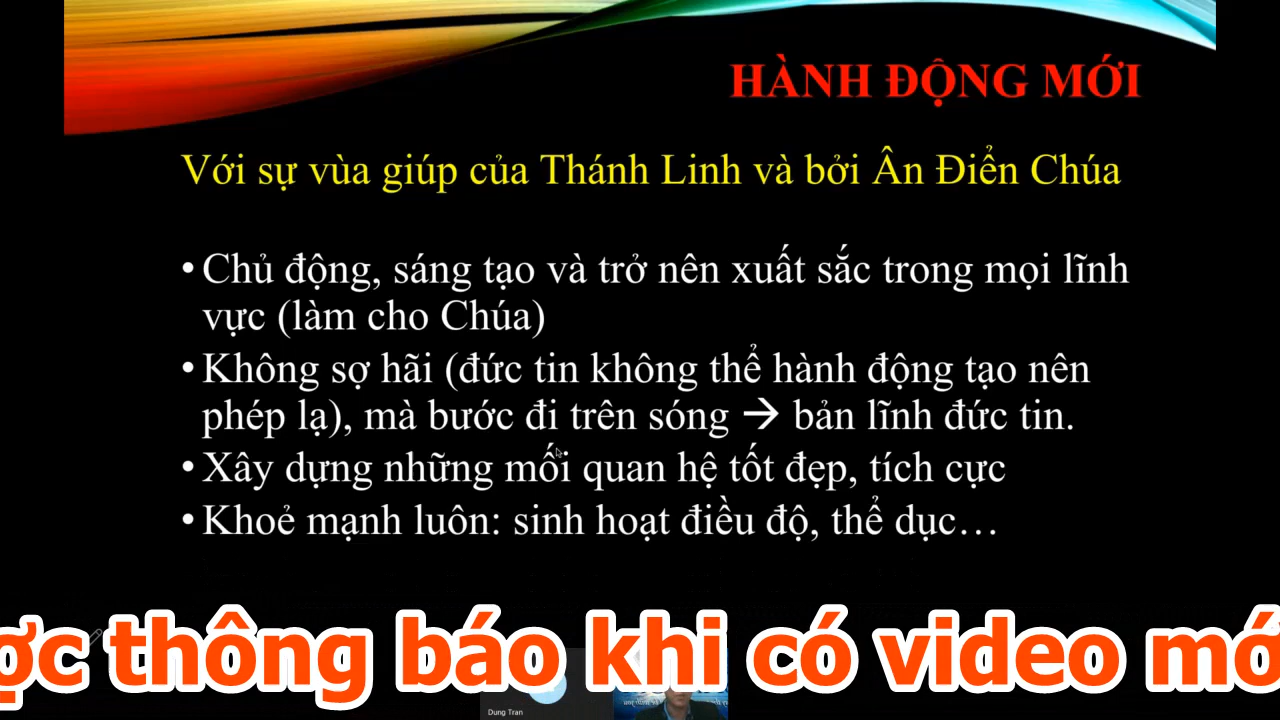 HÀNH ĐỘNG MỚI
Với sự vùa giúp của Thánh Linh và bởi Ân Điển Chúa
• Chủ động, sáng tạo và trở nên xuất sắc trong mọi lĩnh
vực (làm cho Chúa)
• Không sợ hãi (đức tin không thể hành động tạo nên
phép lạ), mà bước đi trên sóng → bản lĩnh đức tin.
• Xây dựng những mối quan hệ tốt đẹp, tích cực
• Khoẻ mạnh luôn: sinh hoạt điều độ, thể dục…
ợc thông báo khi có video mớ
Dung Tran